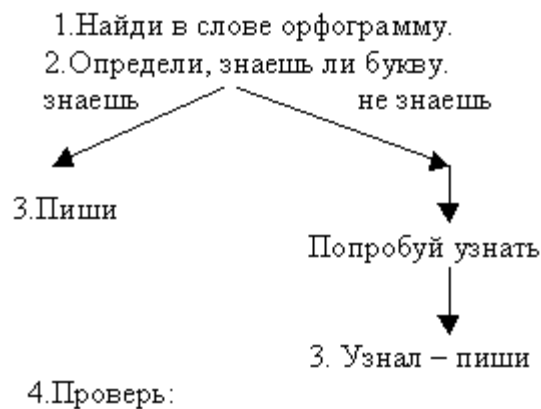 1.Найди в слове орфограмму.
2.Определи, знаешь ли букву.
знаешь не знаешь
3.Пиши
Попробуй узнать
3. Узнал – пиши
4.Проверь: